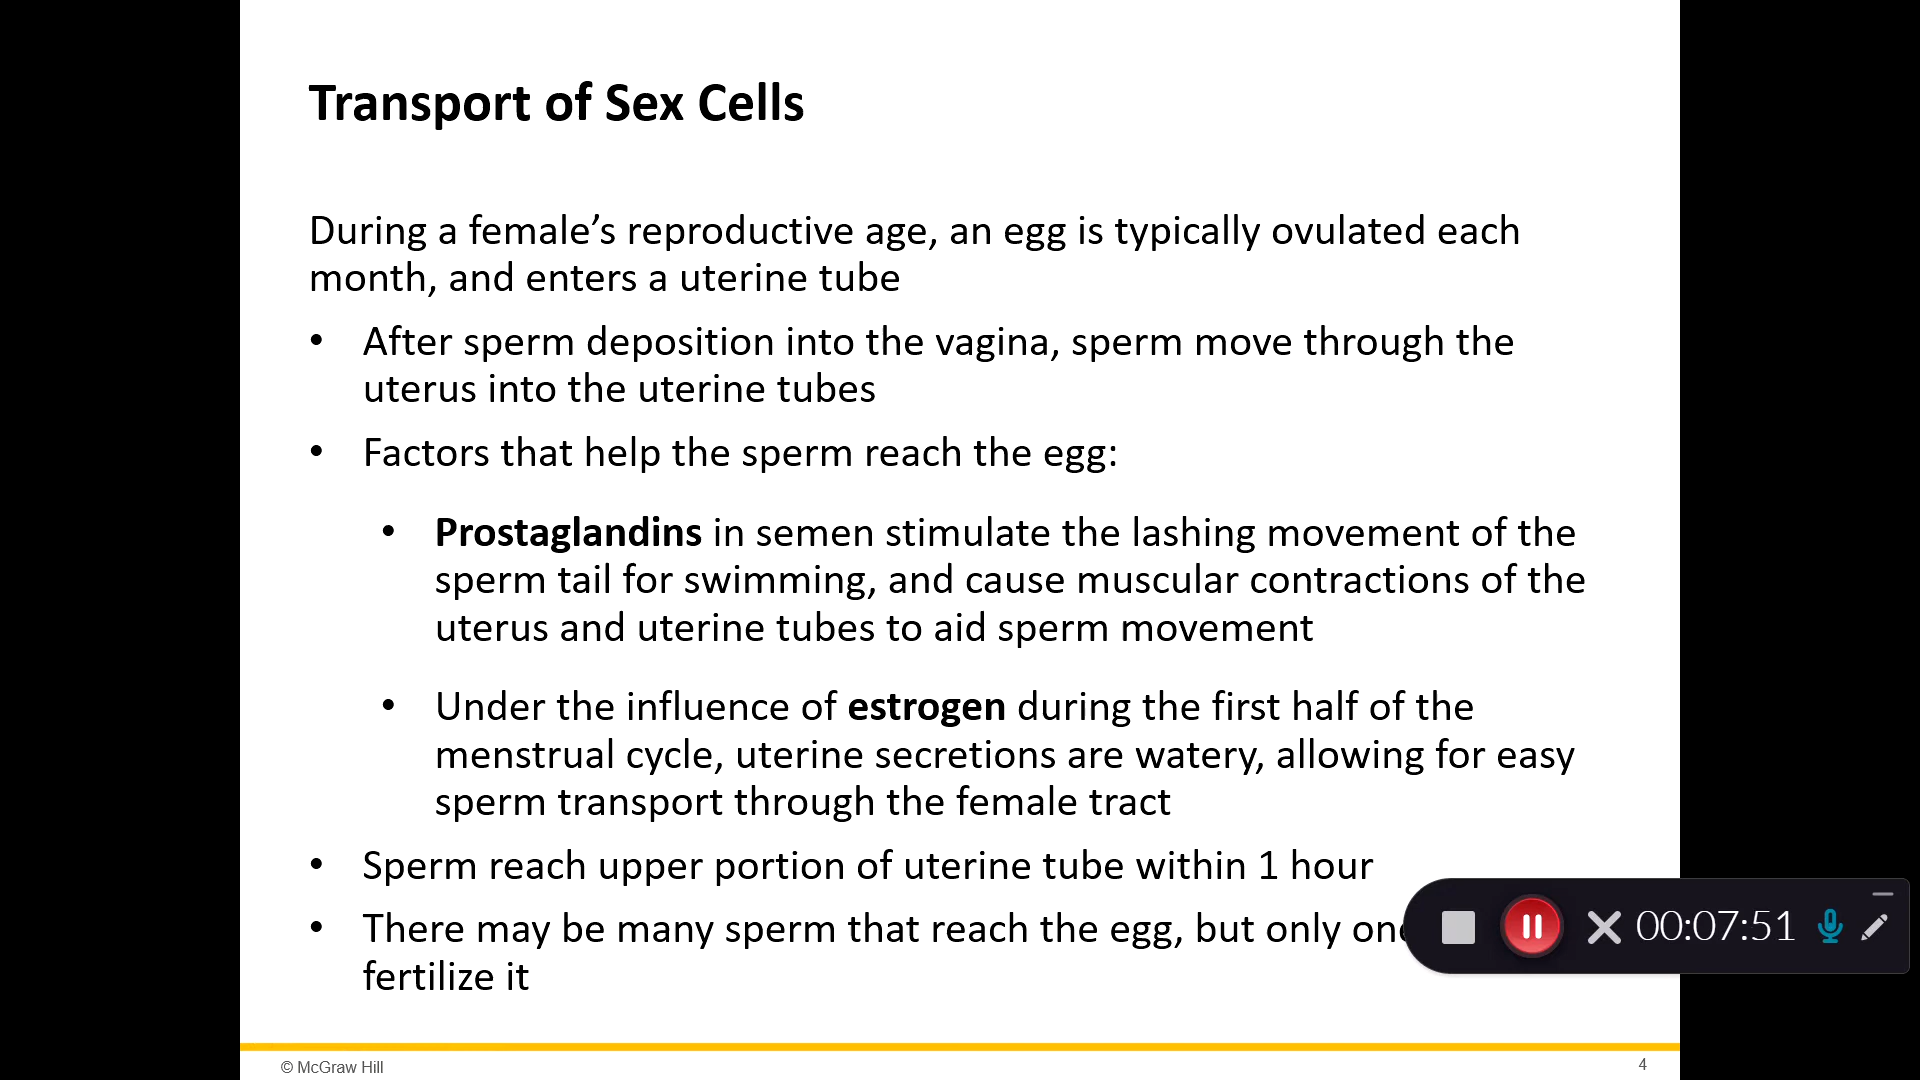 Transport of Sex Cells
During a female’s reproductive age, an egg is typically ovulated each
month, and enters a uterine tube
• After sperm deposition into the vagina, sperm move through the
uterus into the uterine tubes
• Factors that help the sperm reach the egg:
• Prostaglandins in semen stimulate the lashing movement of the
sperm tail for swimming, and cause muscular contractions of the
uterus and uterine tubes to aid sperm movement
• Under the influence of estrogen during the first half of the
menstrual cycle, uterine secretions are watery, allowing for easy
sperm transport through the female tract
• Sperm reach upper portion of uterine tube within 1 hour
• There may be many sperm that reach the egg, but only
fertilize it
00:07:51
© McGraw Hill
4